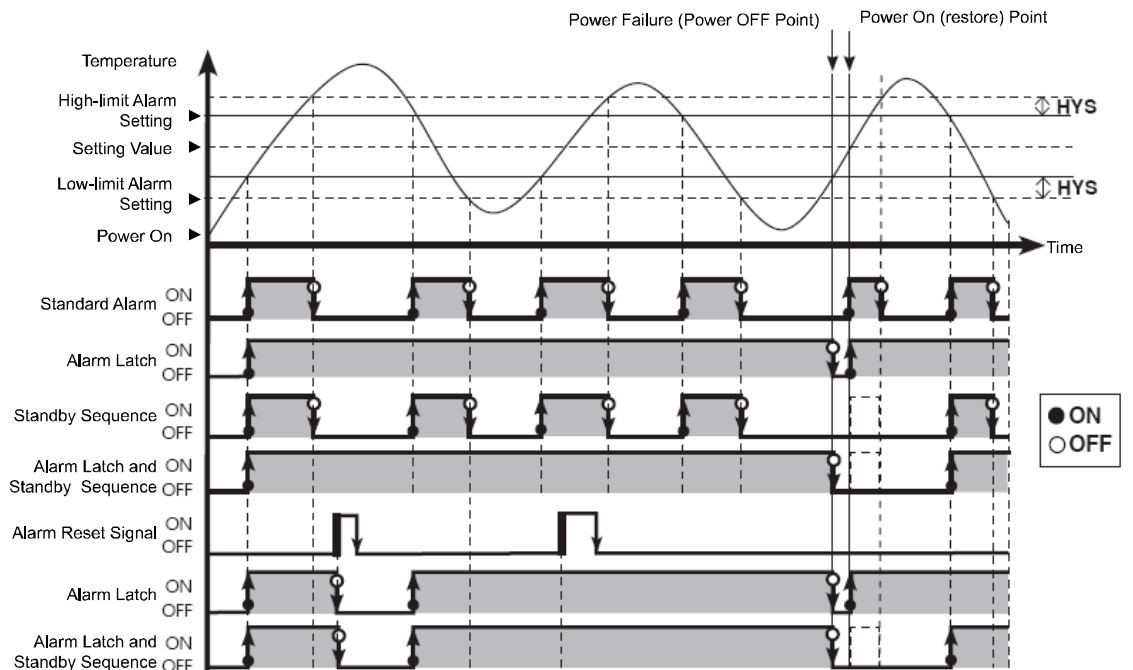 Power Failure (Power OFF Point)
Power On (restore) Point
Temperature
High-limit Alarm
Setting
HYS
Setting Value
Low-limit Alarm
Setting
HYS
Power On
Time
Standard Alarm
ON
OFF
Alarm Latch
ON
OFF
Standby Sequence
ON
OFF
ON
OFF
Alarm Latch and
Standby Sequence
ON
OFF
Alarm Reset Signal
ON
OFF
Alarm Latch
ON
OFF
Alarm Latch and
Standby Sequence
ON
OFF